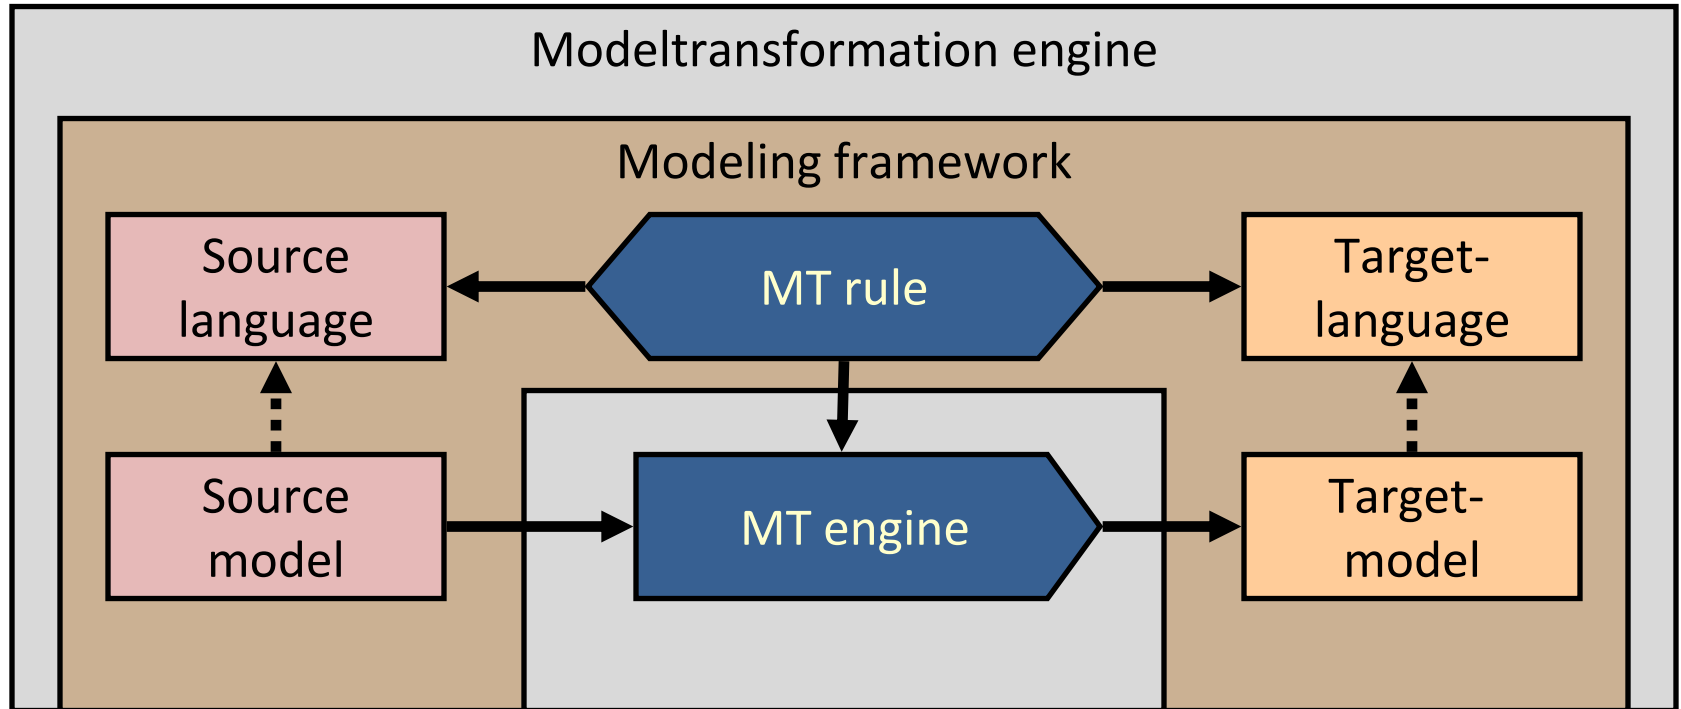 Modeltransformation engine
Modeling framework
Source
language
MT rule
Target-
language
Source
model
MT engine
Target-
model